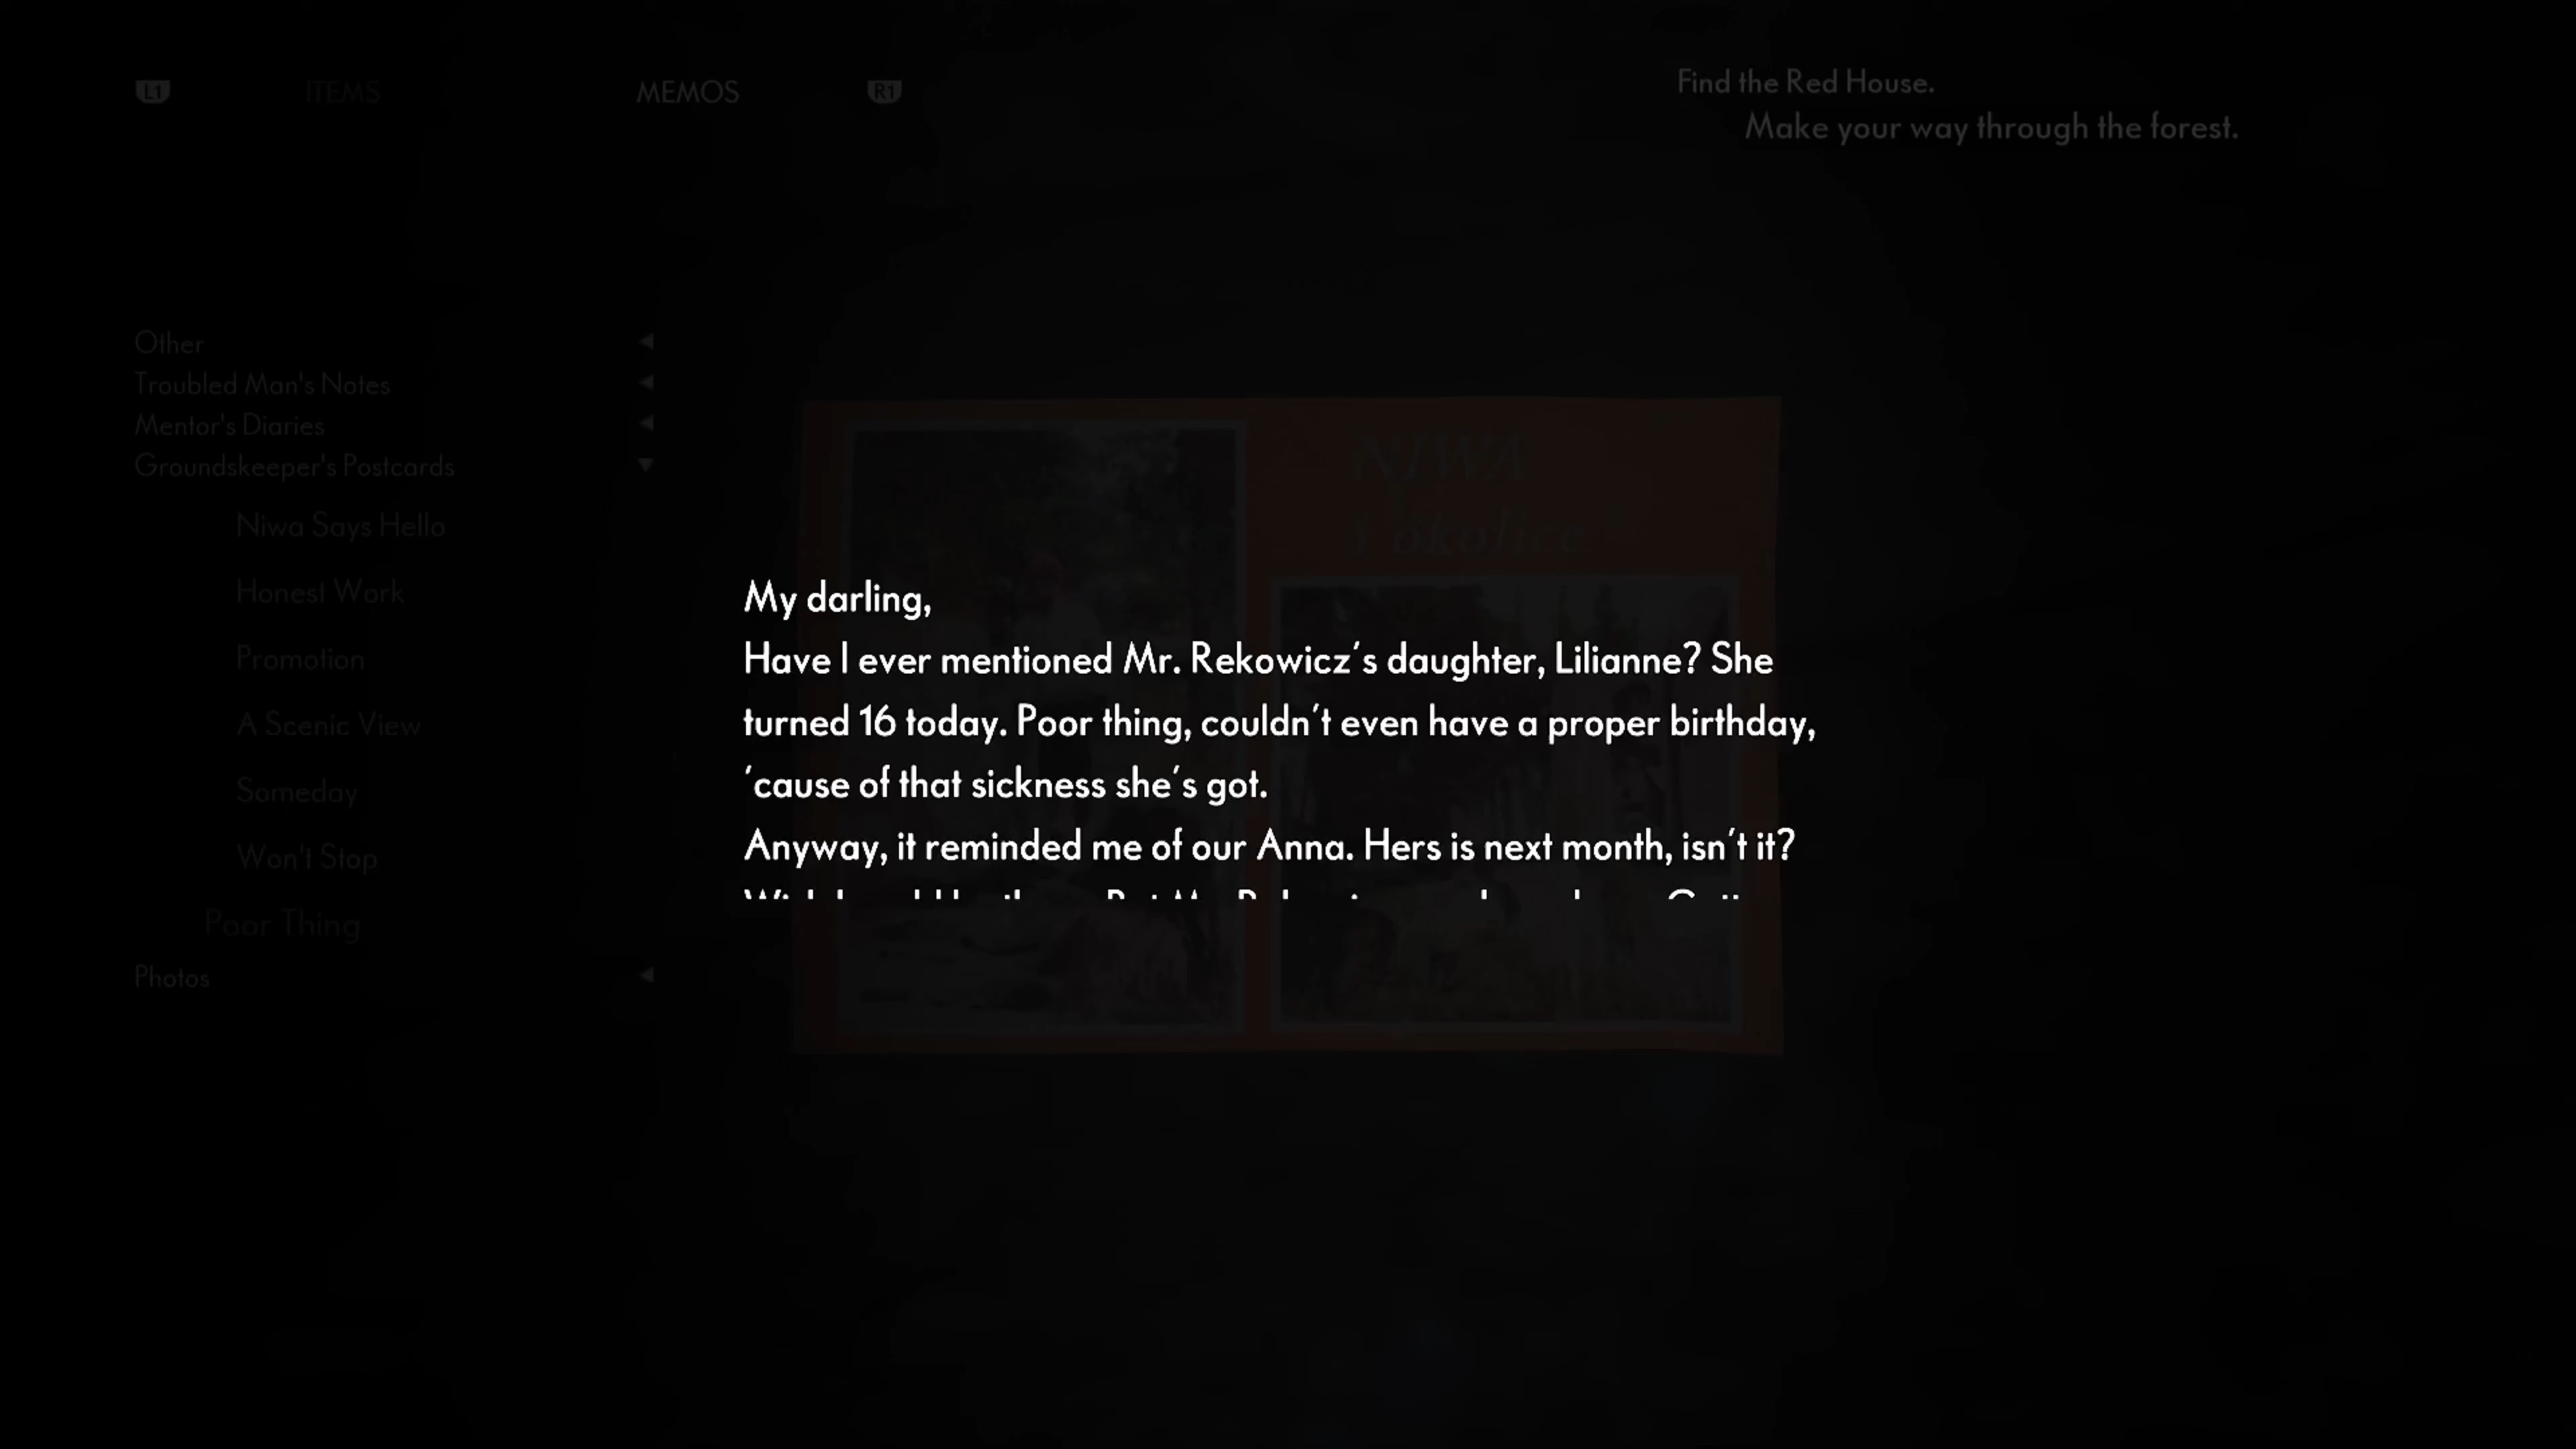 L1
ITEMS
MEMOS
R1
Find the Red House.
Make your way through the forest.
Other
Troubled Man's Notes
Mentor's Diaries
Groundskeeper's Postcards
Niwa Says Hello
Honest Work
Promotion
A Scenic View
Someday
Won't Stop
Poor Thing
Photos
NIWA
i okolice
My darling,
Have I ever mentioned Mr. Rekowicz's daughter, Lilianne? She
turned 16 today. Poor thing, couldn't even have a proper birthday,
'cause of that sickness she's got.
Anyway, it reminded me of our Anna. Hers is next month, isn't it?